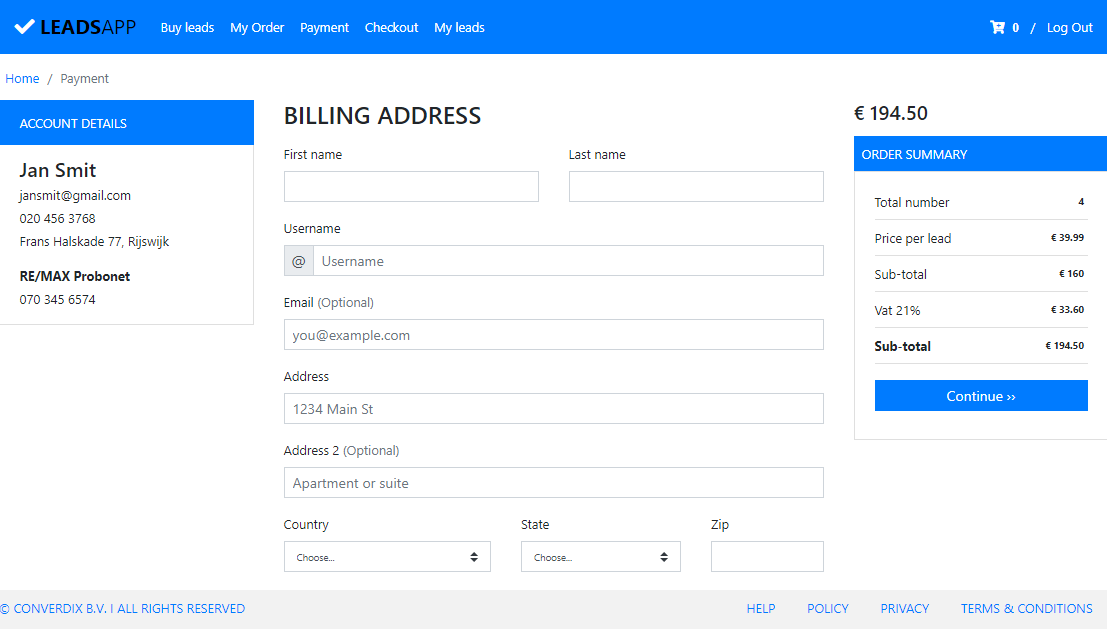 LEADSAPP Buy leads My Order Payment Checkout My leads 0 / Log Out
Home / Payment
ACCOUNT DETAILS
Jan Smit
jansmit@gmail.com
020 456 3768
Frans Halskade 77, Rijswijk
RE/MAX Probonet
070 345 6574
BILLING ADDRESS
First name Last name
Username
@ Username
Email (Optional)
you@example.com
Address
1234 Main St
Address 2 (Optional)
Apartment or suite
Country State Zip
Choose... Choose...
€ 194.50
ORDER SUMMARY
Total number 4
Price per lead € 39.99
Sub-total € 160
Vat 21% € 33.60
Sub-total € 194.50
Continue ››
© CONVERDIX B.V. I ALL RIGHTS RESERVED HELP POLICY PRIVACY TERMS & CONDITIONS